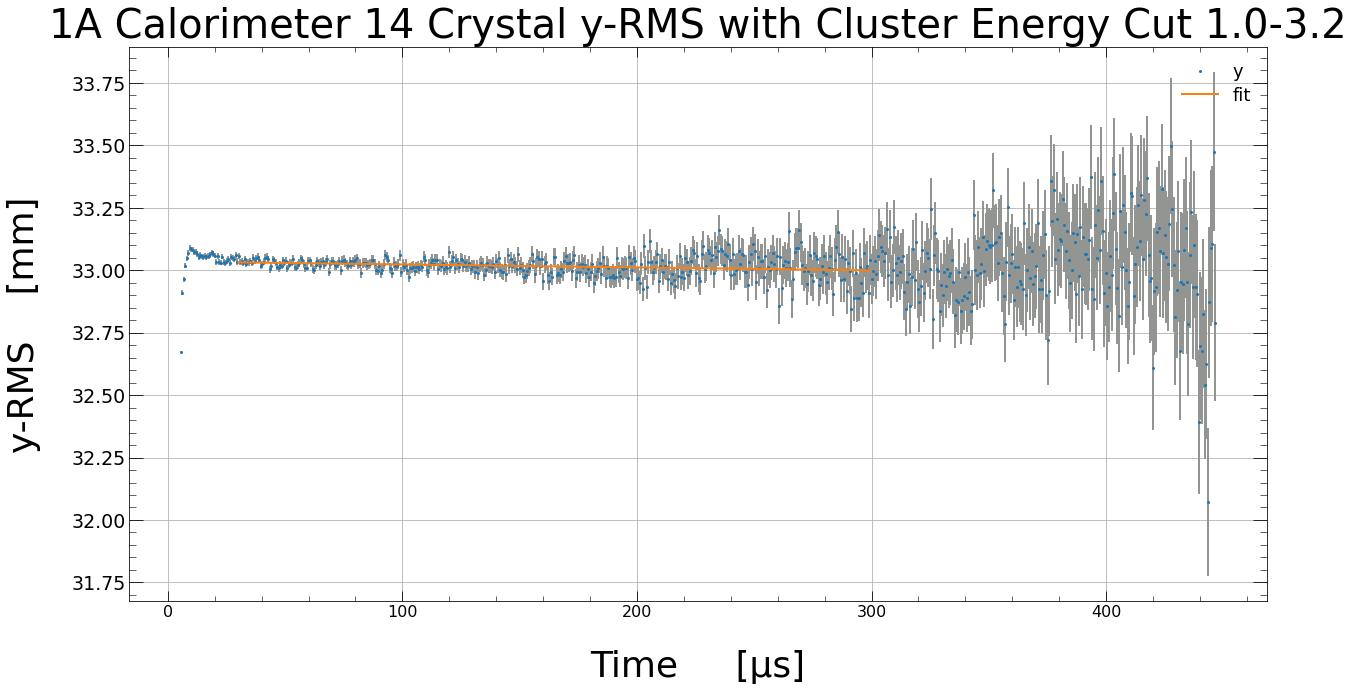 1A Calorimeter 14 Crystal y-RMS with Cluster Energy Cut 1.0-3.2
y
fit
33.75
33.50
33.25
33.00
32.75
32.50
32.25
32.00
31.75
y-RMS [mm]
0 100 200 300 400
Time [μs]